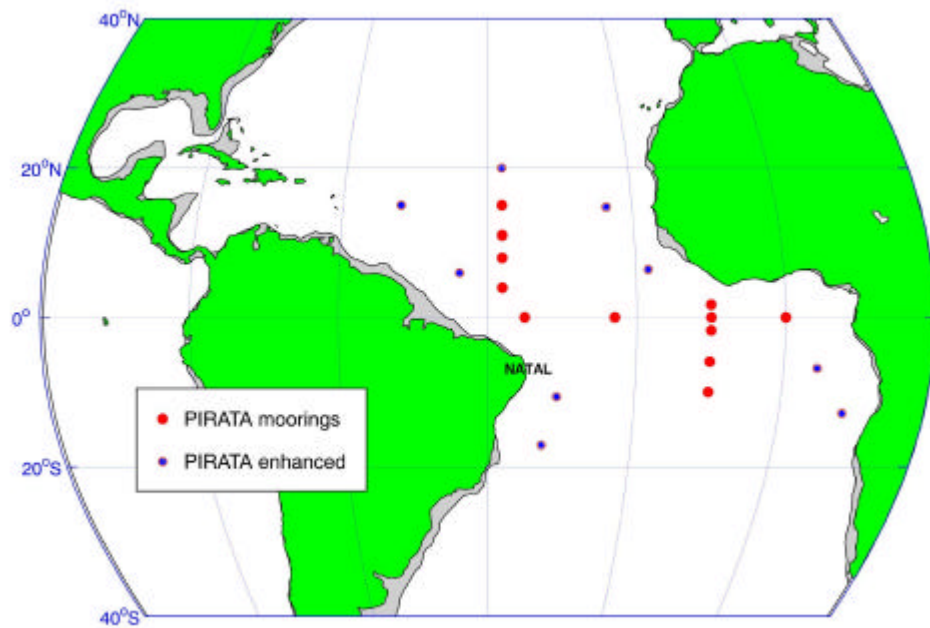 40°N
20°N
0°
NATAL
PIRATA moorings
PIRATA enhanced
20°S
40°S